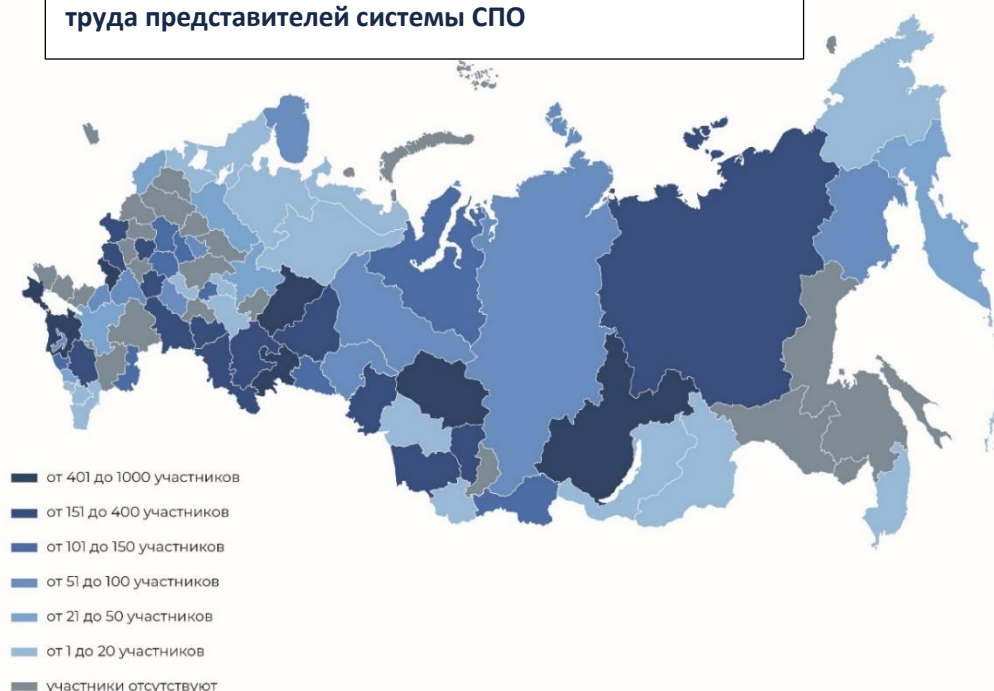 труда представителей системы СПО
от 401 до 1000 участников
от 151 до 400 участников
от 101 до 150 участников
от 51 до 100 участников
от 21 до 50 участников
от 1 до 20 участников
участники отсутствуют